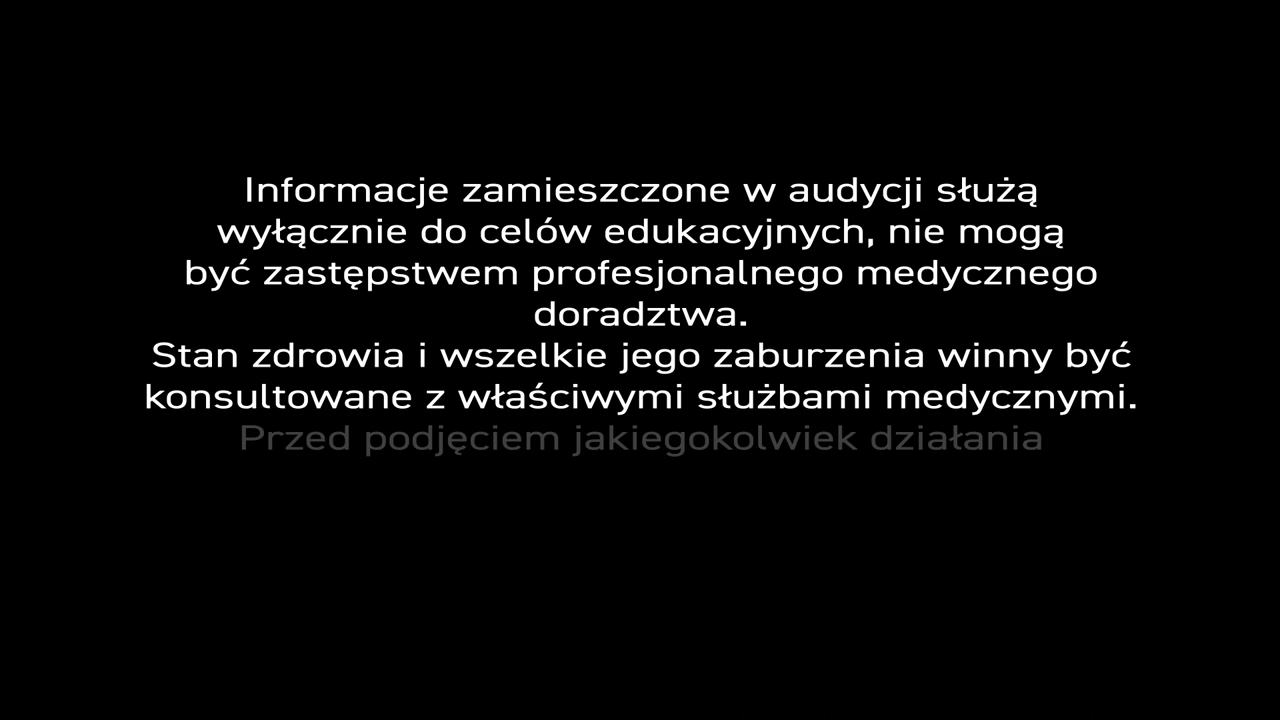 Informacje zamieszczone w audycji służą
wyłącznie do celów edukacyjnych, nie mogą
być zastępstwem profesjonalnego medycznego
doradztwa.
Stan zdrowia i wszelkie jego zaburzenia winny być
konsultowane z właściwymi służbami medycznymi.
Przed podjęciem jakiegokolwiek działania